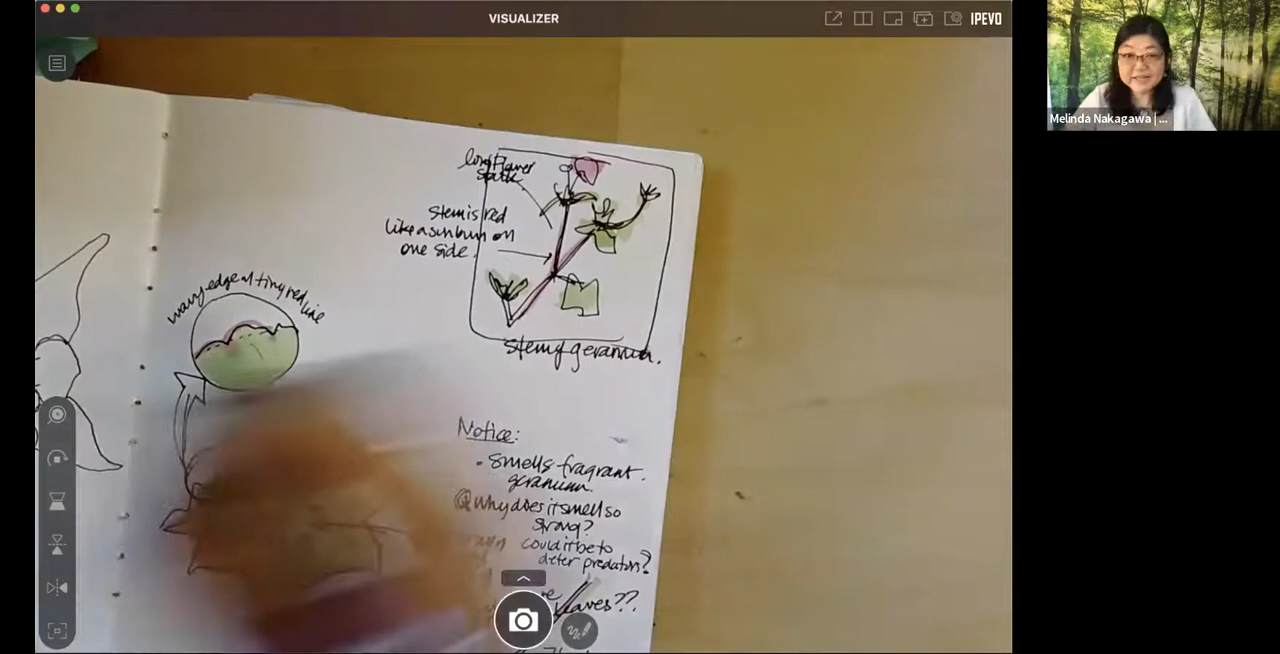 VISUALIZER
IPEVO
Melinda Nakagawa | ...
long flower
stalk
Stem is red
like a sunburn on
one side.
wavy edge w/ tiny red line
Stem of geranium.
Notice:
- Smells fragrant.
geranium.
Q why does it smell so
strong?
could it be to
deter predators?
leaves??